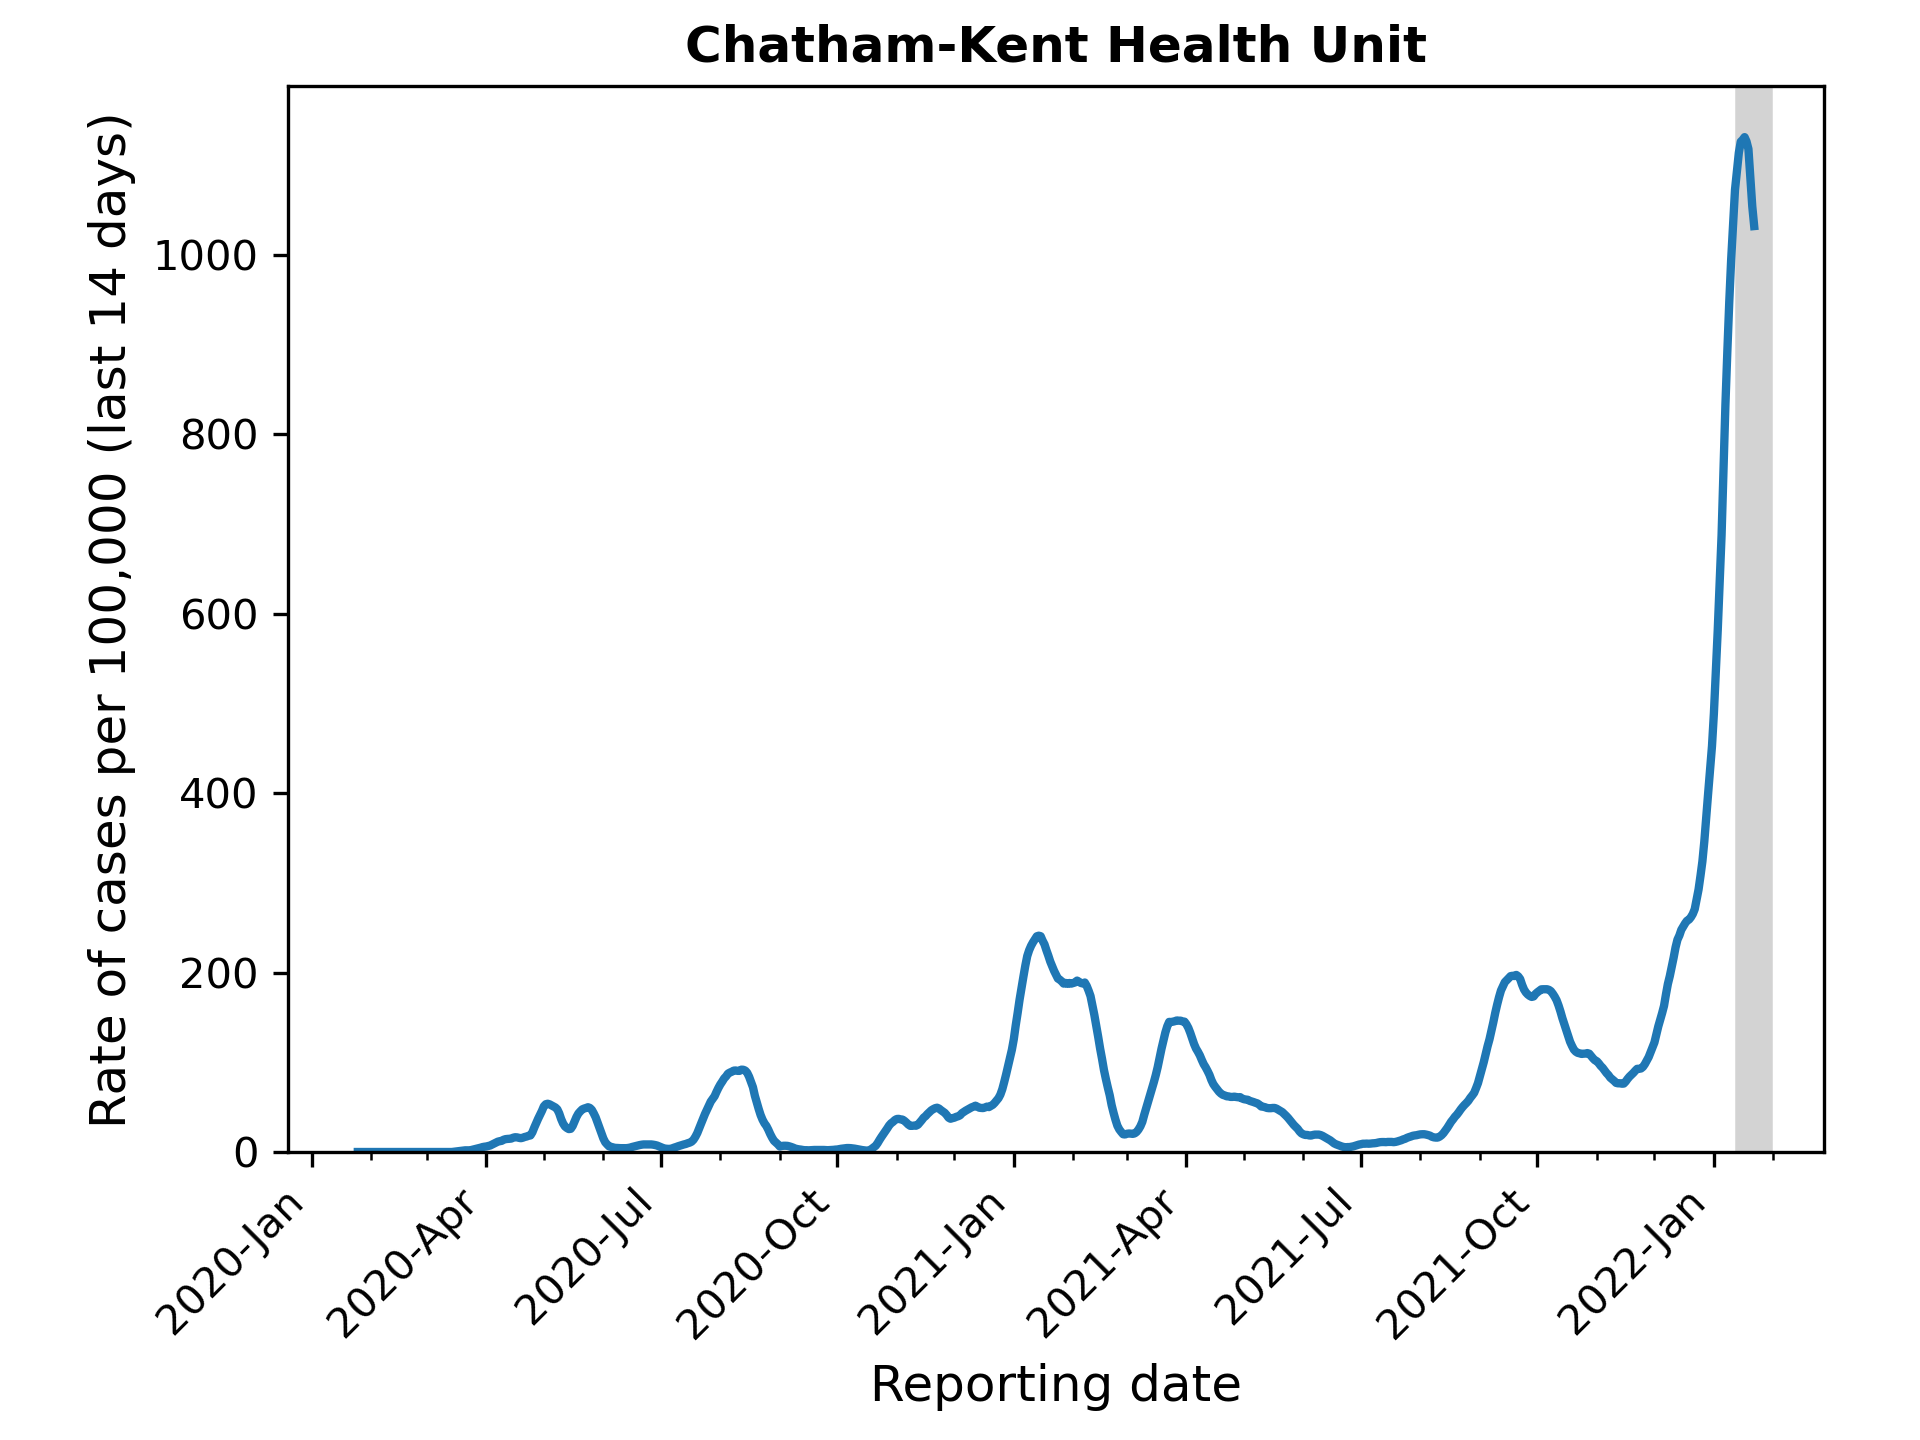 Chatham-Kent Health Unit
Rate of cases per 100,000 (last 14 days)
1000
800
600
400
200
0
2020-Jan
2020-Apr
2020-Jul
2020-Oct
2021-Jan
2021-Apr
2021-Jul
2021-Oct
2022-Jan
Reporting date